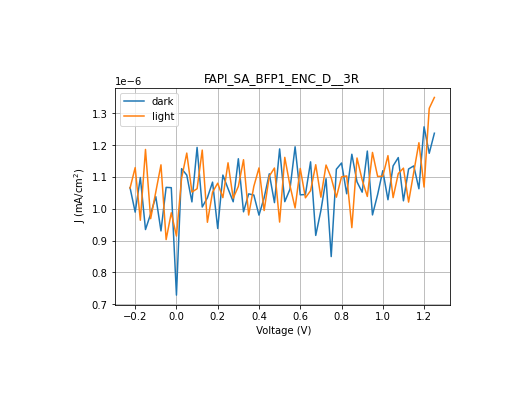 FAPI_SA_BFP1_ENC_D__3R
1e−6
dark
light
1.3
1.2
1.1
1.0
0.9
0.8
0.7
J (mA/cm²)
−0.2 0.0 0.2 0.4 0.6 0.8 1.0 1.2
Voltage (V)